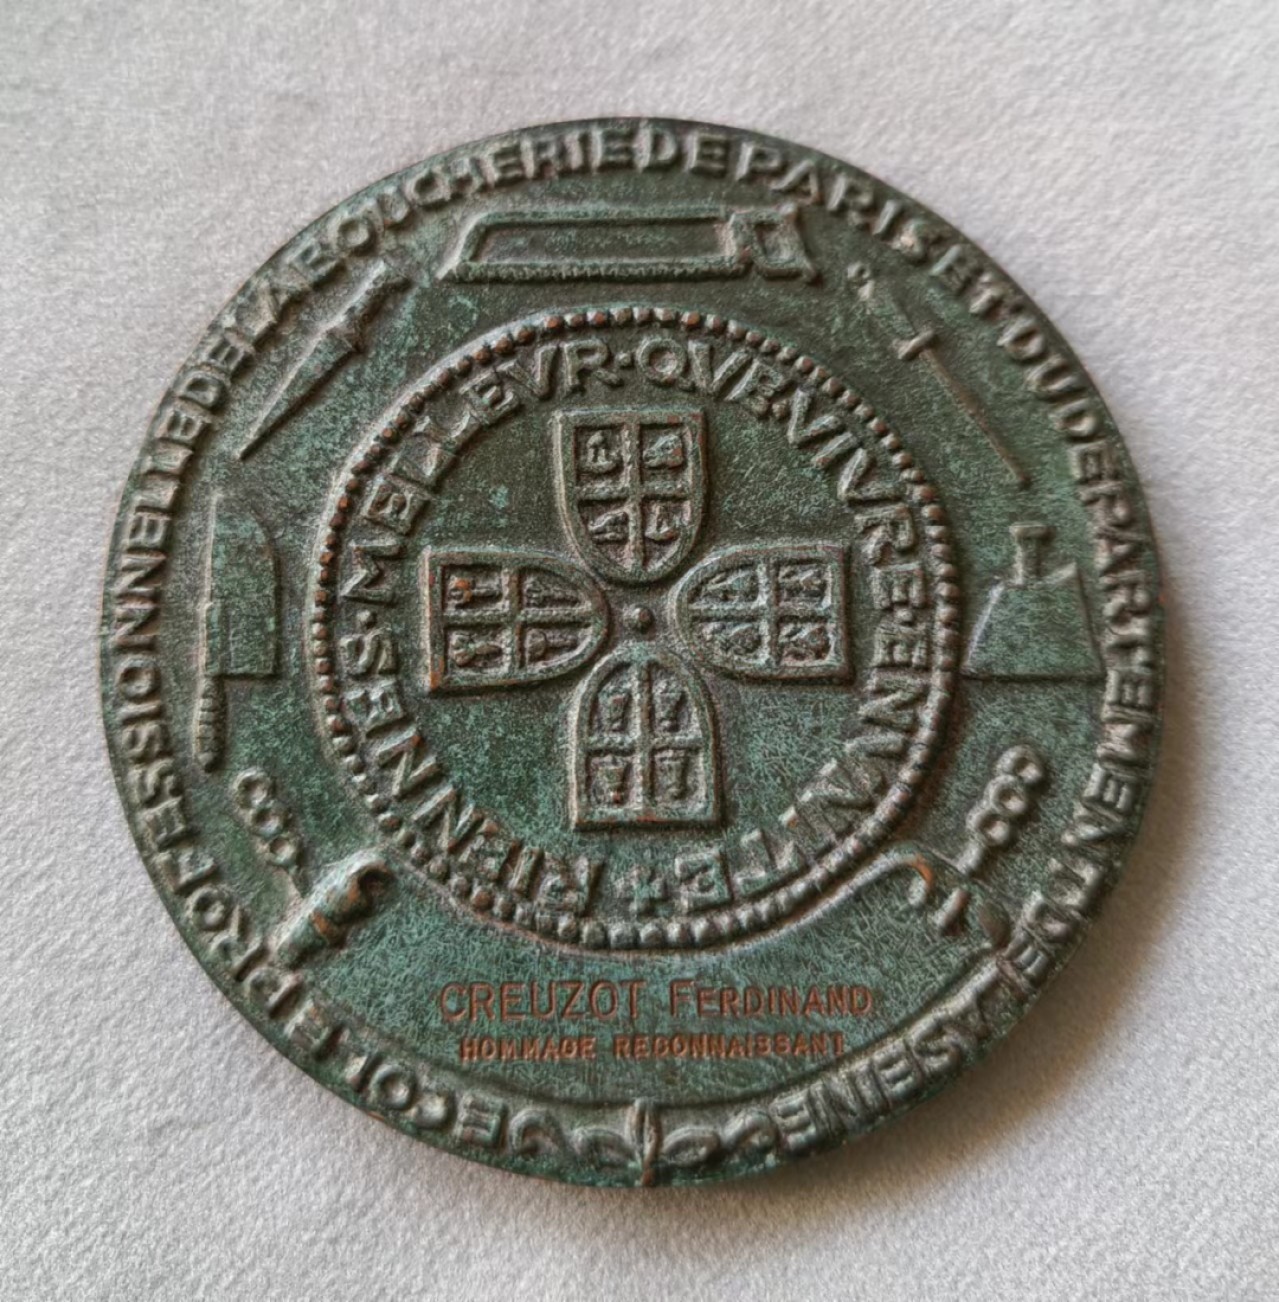 ECOLE PROFESSIONNELLE DE LA BOUCHERIE DE PARIS ET DU DEPARTEMENT DE LA SEINE
RIEN N'ES·MEILLEVR·QVE·VIVRE·EN VNITE
CREUZOT FERDINAND
HOMMAGE RECONNAISSANT